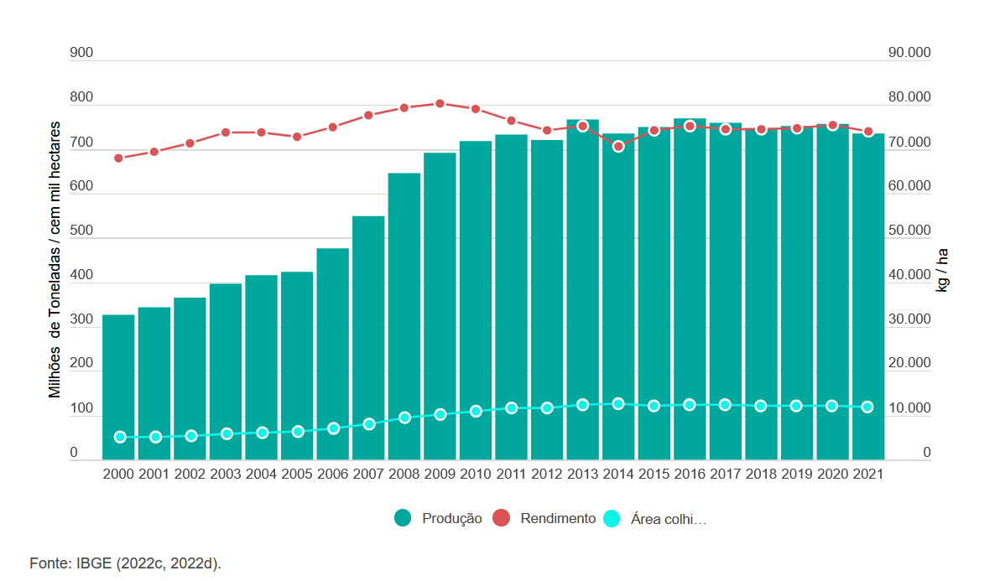 900 90.000
800 80.000
700 70.000
600 60.000
500 50.000
400 40.000
300 30.000
200 20.000
100 10.000
0 0
Milhões de Toneladas / cem mil hectares
kg / ha
2000 2001 2002 2003 2004 2005 2006 2007 2008 2009 2010 2011 2012 2013 2014 2015 2016 2017 2018 2019 2020 2021
Produção Rendimento Área colhi…
Fonte: IBGE (2022c, 2022d).